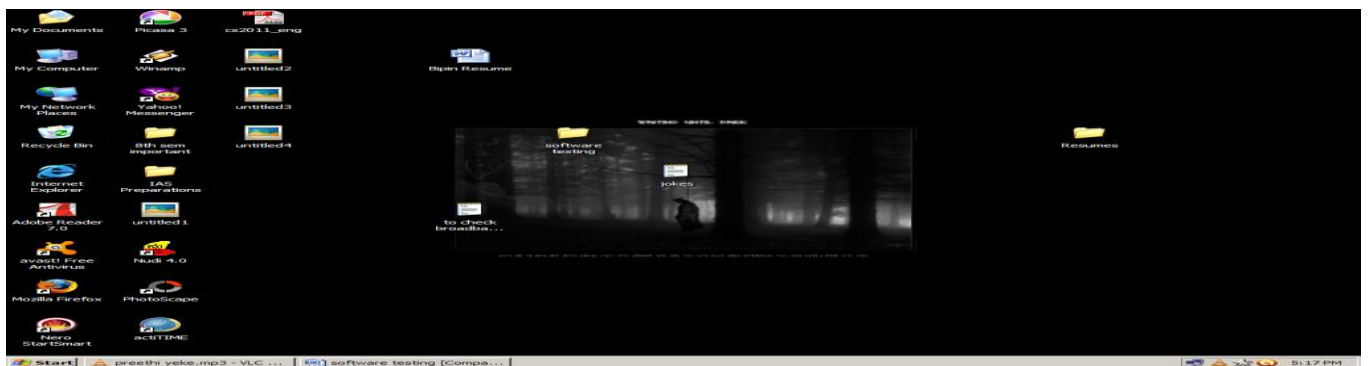 My Documents
Picasa 3
cs2011_eng
My Computer
Winamp
untitled2
Bipin Resume
My Network
Places
Yahoo!
Messenger
untitled3
Recycle Bin
8th sem
important
untitled4
software
testing
Resumes
Internet
Explorer
IAS
Preparations
jokes
Adobe Reader
7.0
untitled1
to check
broadba...
avast! Free
Antivirus
Nudi 4.0
Mozilla Firefox
PhotoScape
Nero
StartSmart
actiTIME
Start
preethi yeke.mp3 - VLC ...
software testing [Compa...
5:17 PM